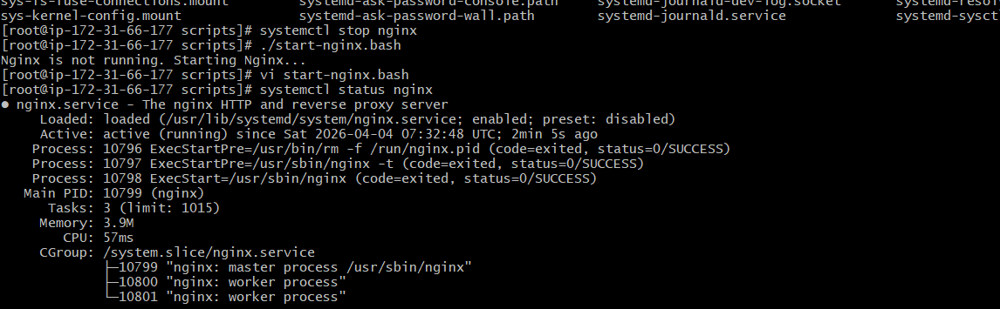 sys-fs-fuse-connections.mount systemd-ask-password-console.path systemd-journald-dev-log.socket
sys-kernel-config.mount systemd-ask-password-wall.path systemd-journald.service systemd-sysct
[root@ip-172-31-66-177 scripts]# systemctl stop nginx
[root@ip-172-31-66-177 scripts]# ./start-nginx.bash
Nginx is not running. Starting Nginx...
[root@ip-172-31-66-177 scripts]# vi start-nginx.bash
[root@ip-172-31-66-177 scripts]# systemctl status nginx
● nginx.service - The nginx HTTP and reverse proxy server
Loaded: loaded (/usr/lib/systemd/system/nginx.service; enabled; preset: disabled)
Active: active (running) since Sat 2026-04-04 07:32:48 UTC; 2min 5s ago
Process: 10796 ExecStartPre=/usr/bin/rm -f /run/nginx.pid (code=exited, status=0/SUCCESS)
Process: 10797 ExecStartPre=/usr/sbin/nginx -t (code=exited, status=0/SUCCESS)
Process: 10798 ExecStart=/usr/sbin/nginx (code=exited, status=0/SUCCESS)
Main PID: 10799 (nginx)
Tasks: 3 (limit: 1015)
Memory: 3.9M
CPU: 57ms
CGroup: /system.slice/nginx.service
├─10799 "nginx: master process /usr/sbin/nginx"
├─10800 "nginx: worker process"
└─10801 "nginx: worker process"